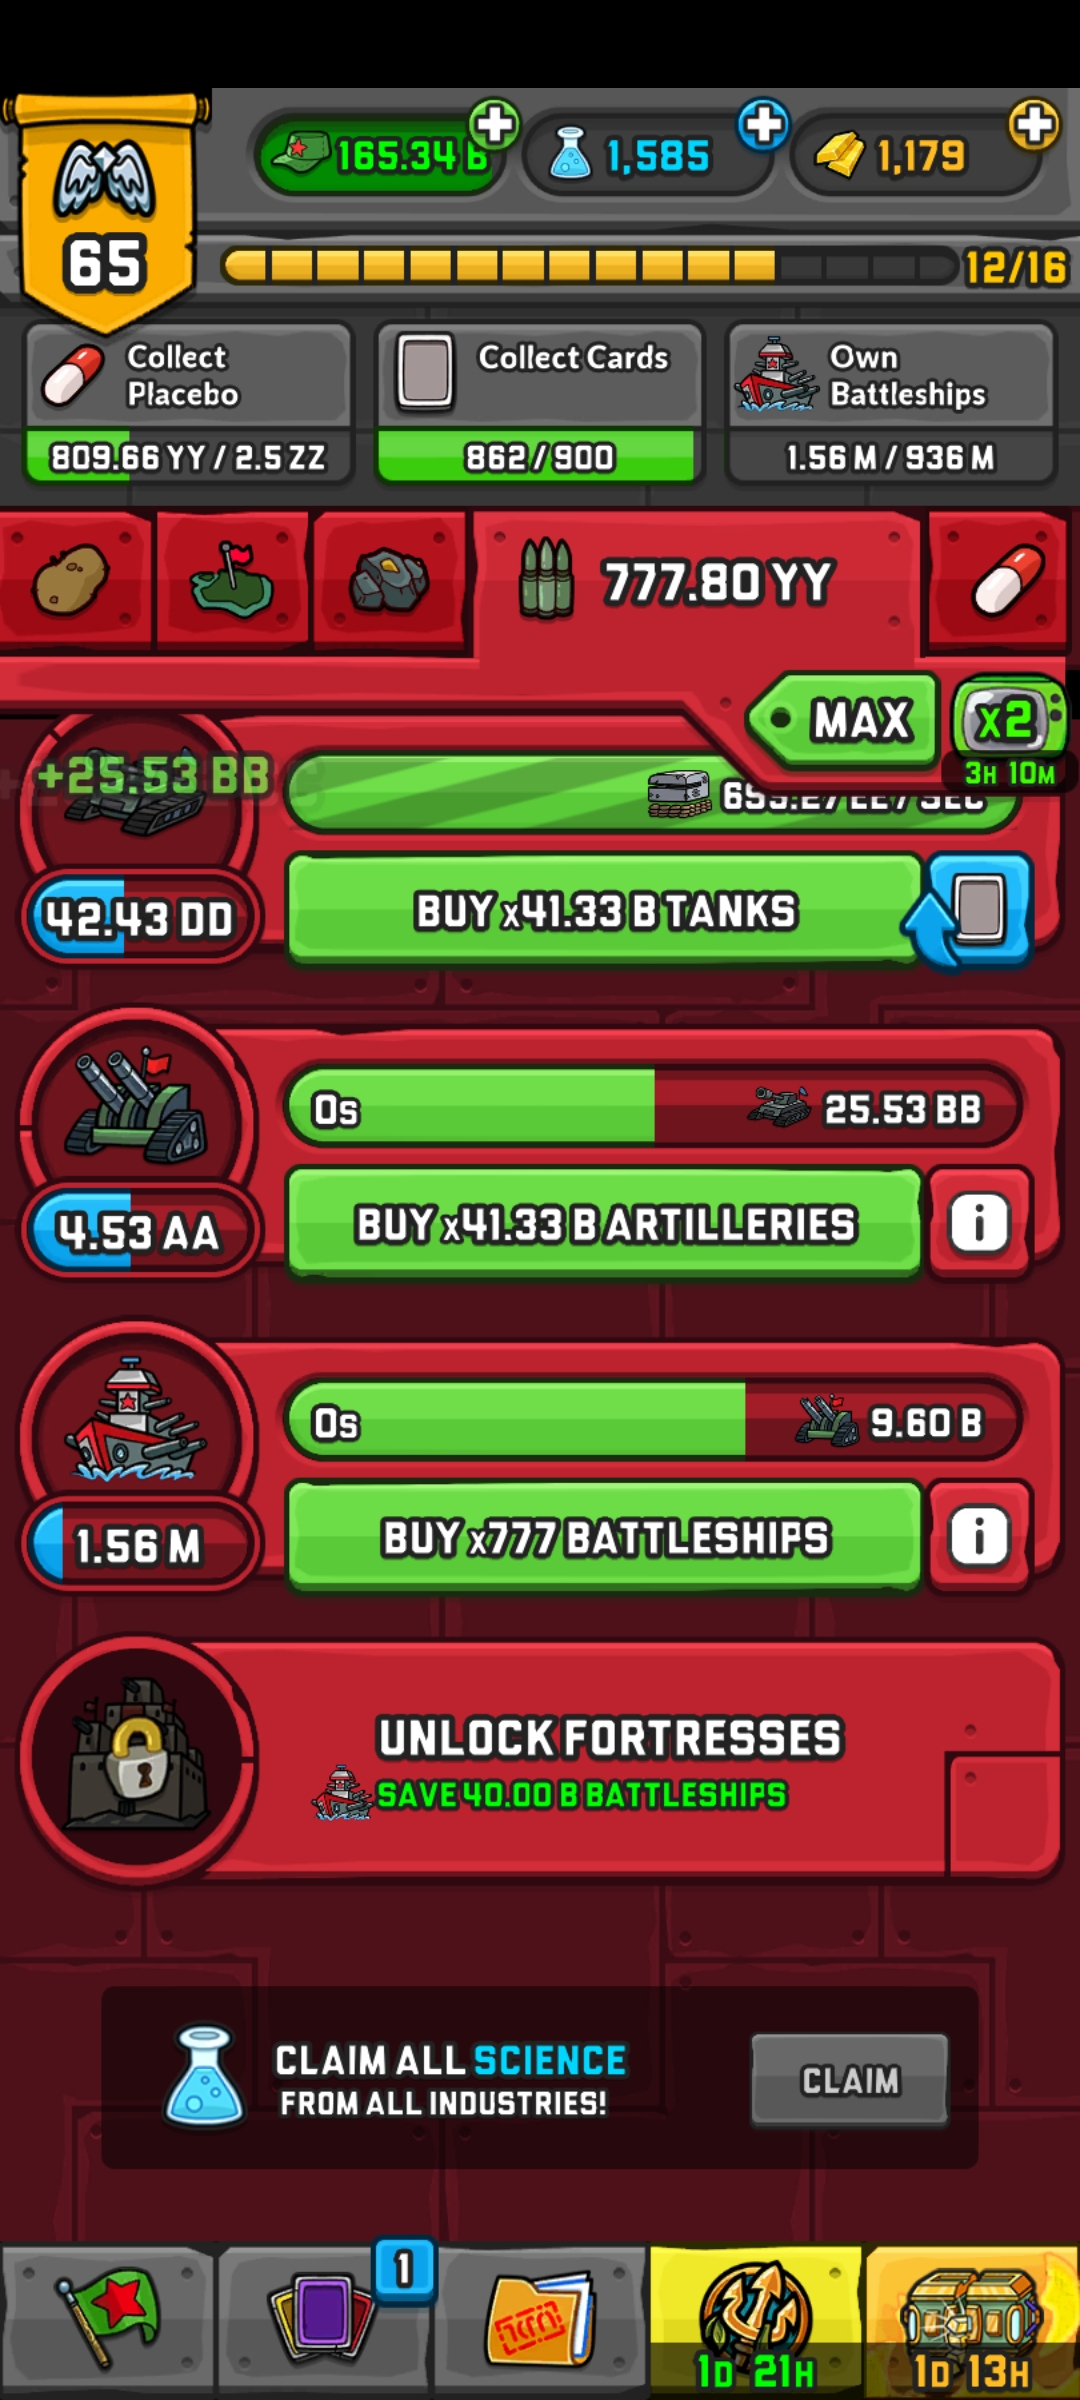 165.34 B
1,585
1,179
65
12/16
Collect
Placebo
Collect Cards
Own
Battleships
809.66 YY / 2.5 ZZ
862/900
1.56 M / 936 M
777.80 YY
MAX
x2
3H 10M
+25.53 BB
42.43 DD
BUY x41.33 B TANKS
0s
25.53 BB
4.53 AA
BUY x41.33 B ARTILLERIES
i
0s
9.60 B
1.56 M
BUY x777 BATTLESHIPS
i
UNLOCK FORTRESSES
SAVE 40.00 B BATTLESHIPS
CLAIM ALL SCIENCE
FROM ALL INDUSTRIES!
CLAIM
1
1D 21H
1D 13H